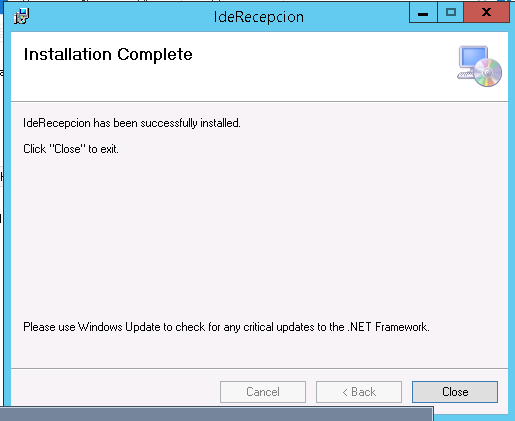 IdeRecepcion
Installation Complete
IdeRecepcion has been successfully installed.
Click "Close" to exit.
Please use Windows Update to check for any critical updates to the .NET Framework.
Cancel
< Back
Close